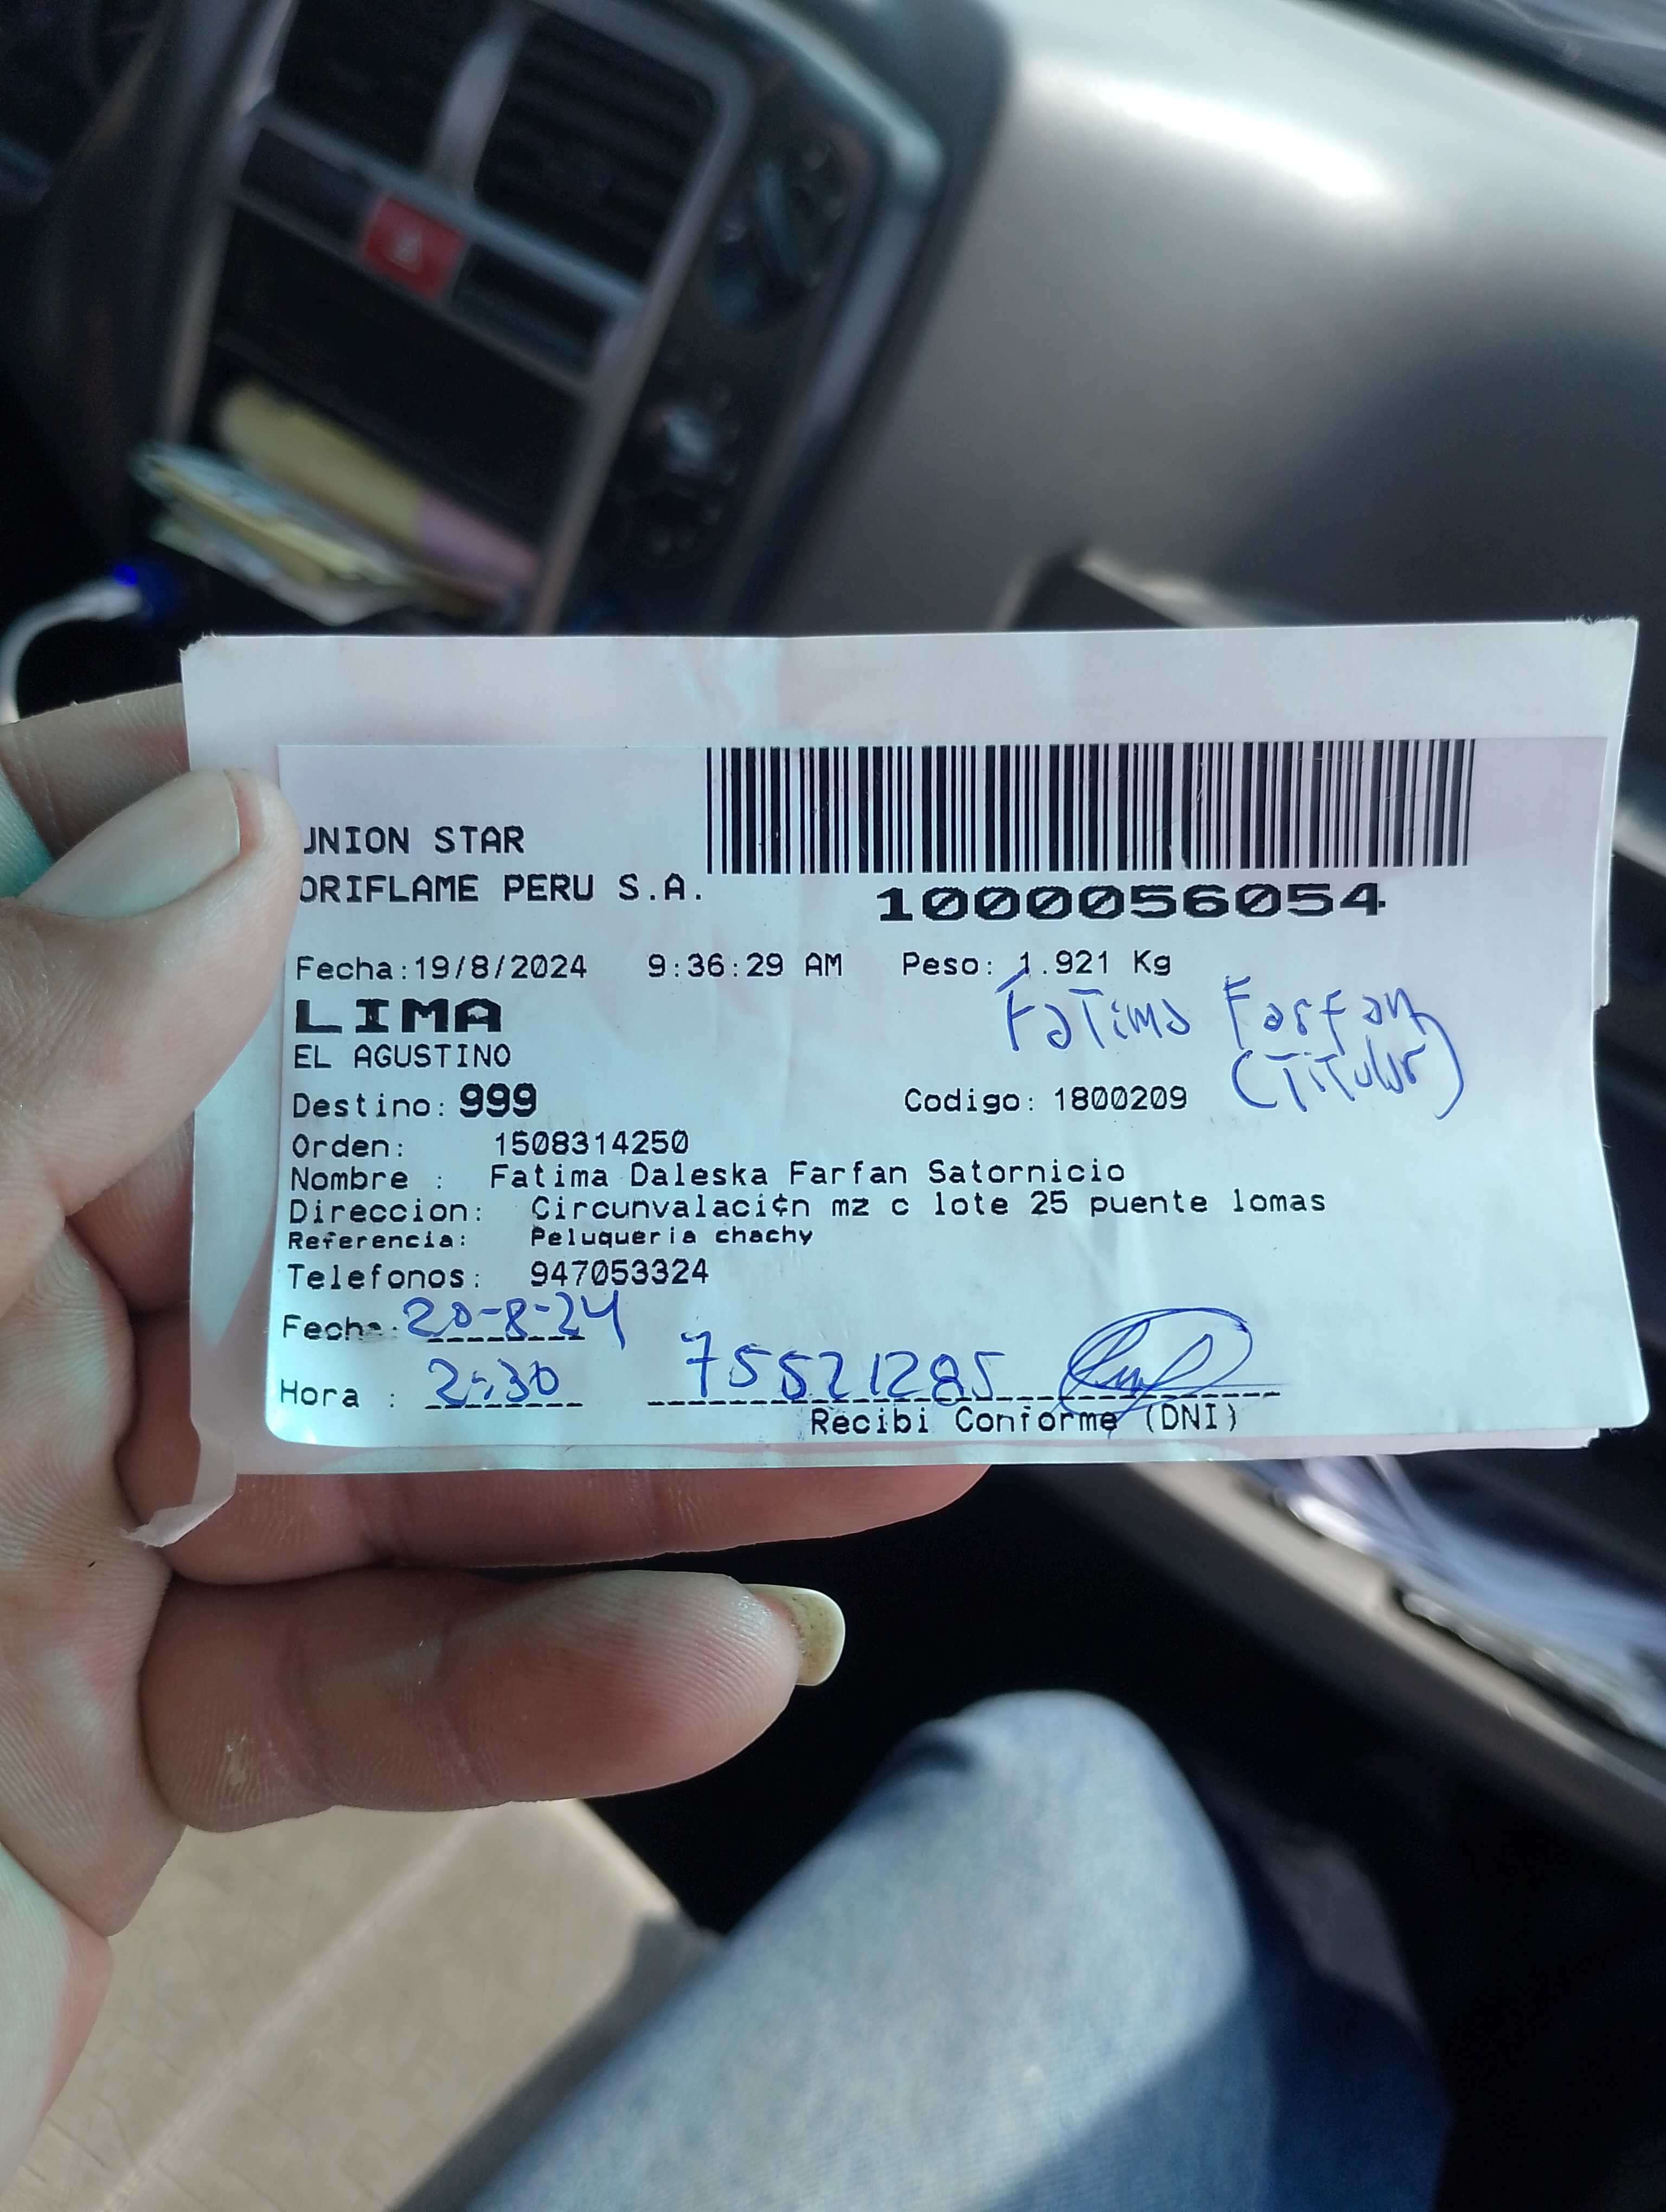 UNION STAR
ORIFLAME PERU S.A.
1000056054
Fecha:19/8/2024 9:36:29 AM Peso: 1.921 Kg
LIMA
Fatima Farfan
EL AGUSTINO
(Titular)
Destino: 999 Codigo: 1800209
Orden: 1508314250
Nombre : Fatima Daleska Farfan Satornicio
Direccion: Circunvalaci¢n mz c lote 25 puente lomas
Referencia: Peluqueria chachy
Telefonos: 947053324
Fecha: 20-8-24
Hora : 2:30 75521285
Recibi Conforme (DNI)